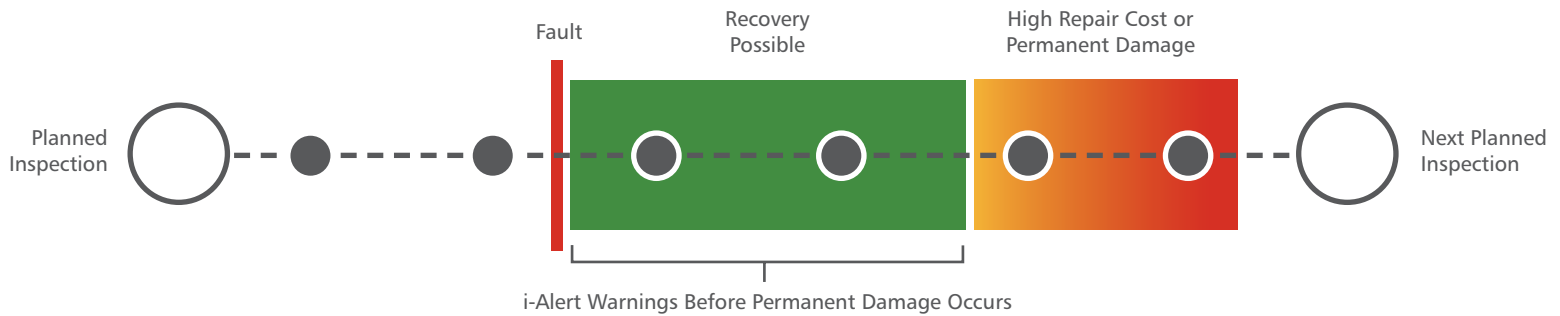 Fault
Recovery
Possible
High Repair Cost or
Permanent Damage
Planned
Inspection
Next Planned
Inspection
i-Alert Warnings Before Permanent Damage Occurs